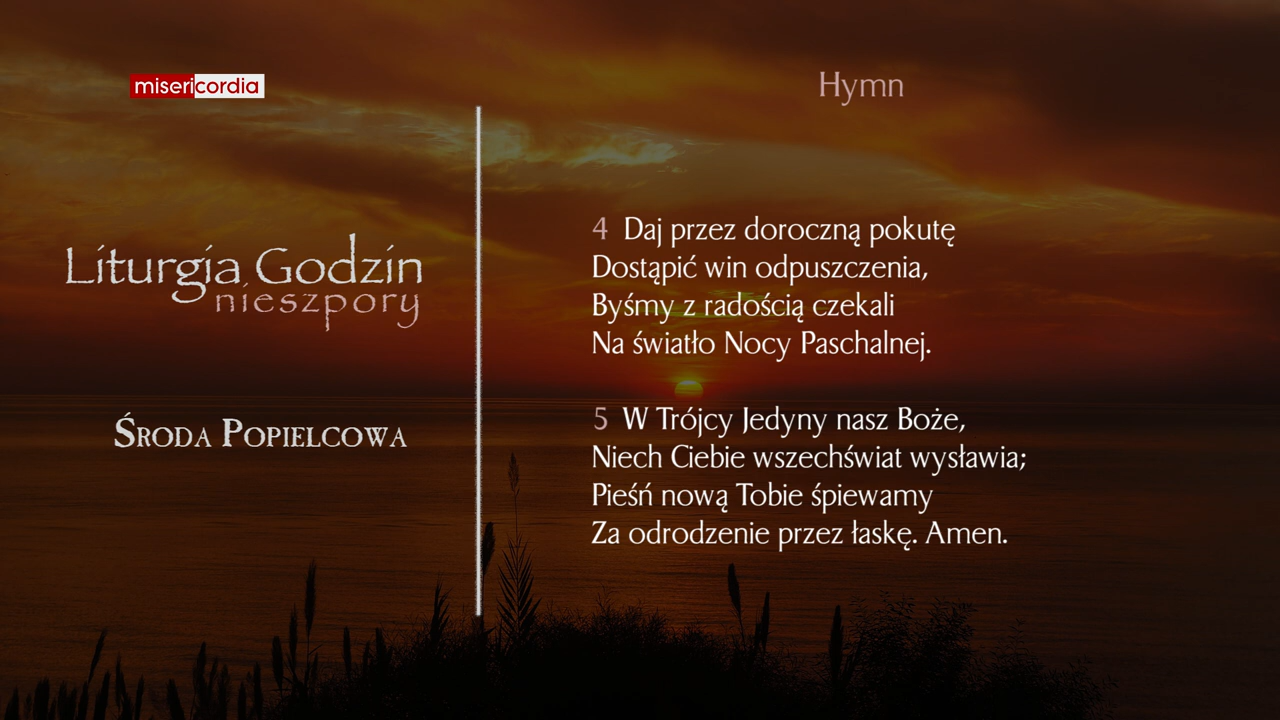 misericordia
Liturgia Godzin
nieszpory
Środa Popielcowa
Hymn
4 Daj przez doroczną pokutę
Dostąpić win odpuszczenia,
Byśmy z radością czekali
Na światło Nocy Paschalnej.
5 W Trójcy Jedyny nasz Boże,
Niech Ciebie wszechświat wysławia;
Pieśń nową Tobie śpiewamy
Za odrodzenie przez łaskę. Amen.